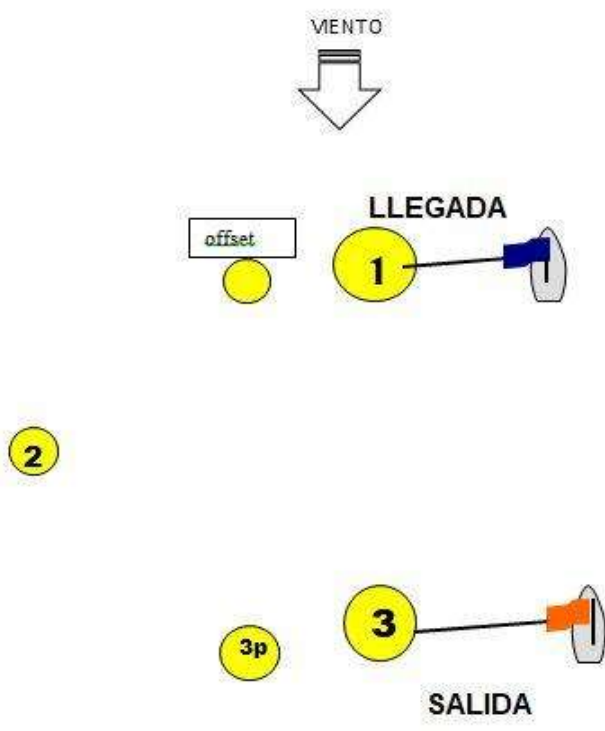 VIENTO
LLEGADA
offset
1
2
3
3p
SALIDA